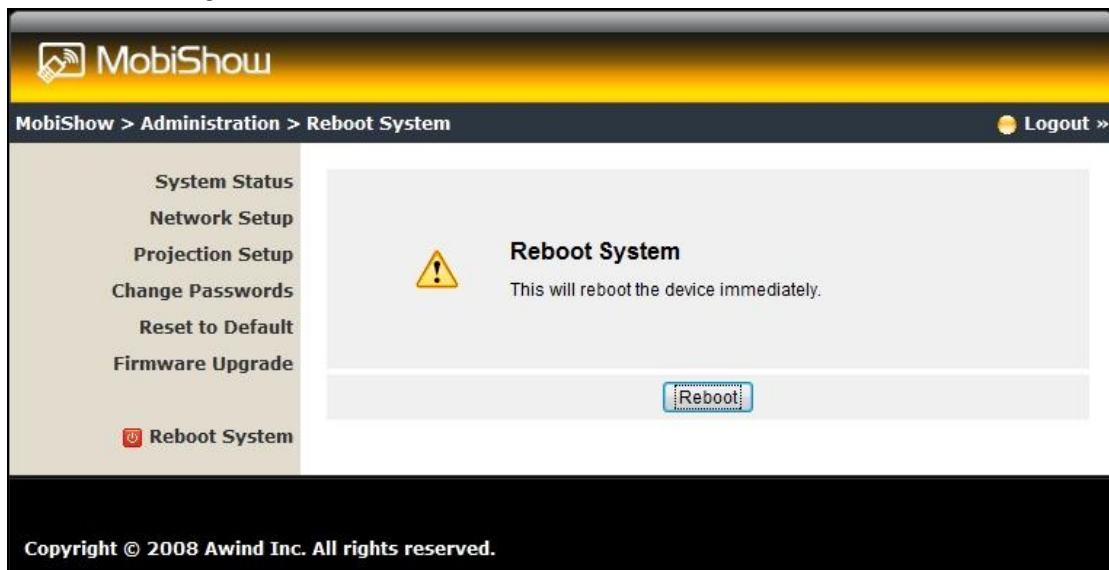 MobiShow
MobiShow > Administration > Reboot System
Logout »
System Status
Network Setup
Projection Setup
Change Passwords
Reset to Default
Firmware Upgrade
Reboot System
Reboot System
This will reboot the device immediately.
Reboot
Copyright © 2008 Awind Inc. All rights reserved.